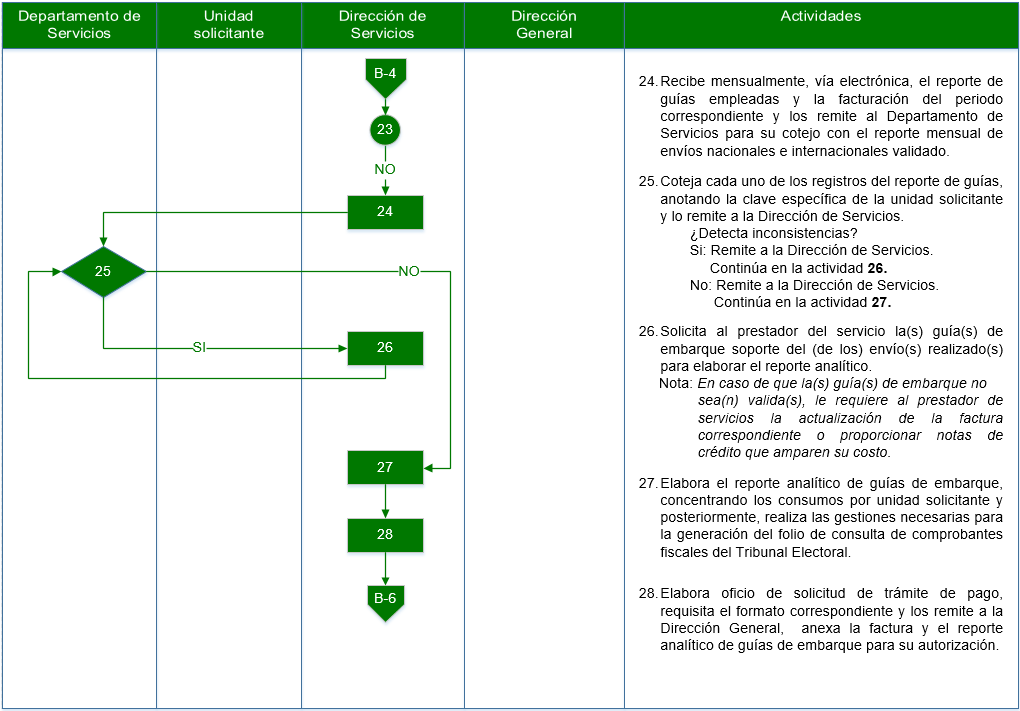 Departamento de
Servicios
Unidad
solicitante
Dirección de
Servicios
Dirección
General
Actividades
B-4
23
NO
24
25
NO
SI
26
27
28
B-6
24. Recibe mensualmente, vía electrónica, el reporte de
guías empleadas y la facturación del periodo
correspondiente y los remite al Departamento de
Servicios para su cotejo con el reporte mensual de
envíos nacionales e internacionales validado.
25. Coteja cada uno de los registros del reporte de guías,
anotando la clave específica de la unidad solicitante
y lo remite a la Dirección de Servicios.
¿Detecta inconsistencias?
Si: Remite a la Dirección de Servicios.
Continúa en la actividad 26.
No: Remite a la Dirección de Servicios.
Continúa en la actividad 27.
26. Solicita al prestador del servicio la(s) guía(s) de
embarque soporte del (de los) envío(s) realizado(s)
para elaborar el reporte analítico.
Nota: En caso de que la(s) guía(s) de embarque no
sea(n) valida(s), le requiere al prestador de
servicios la actualización de la factura
correspondiente o proporcionar notas de
crédito que amparen su costo.
27. Elabora el reporte analítico de guías de embarque,
concentrando los consumos por unidad solicitante y
posteriormente, realiza las gestiones necesarias para
la generación del folio de consulta de comprobantes
fiscales del Tribunal Electoral.
28. Elabora oficio de solicitud de trámite de pago,
requisita el formato correspondiente y los remite a la
Dirección General, anexa la factura y el reporte
analítico de guías de embarque para su autorización.